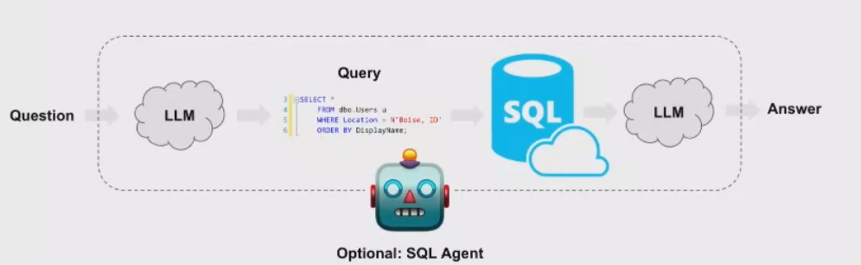 Query
Question
LLM
3 SELECT *
4 FROM dbo.Users u
5 WHERE Location = N'Boise, ID'
6 ORDER BY DisplayName;
SQL
LLM
Answer
Optional: SQL Agent